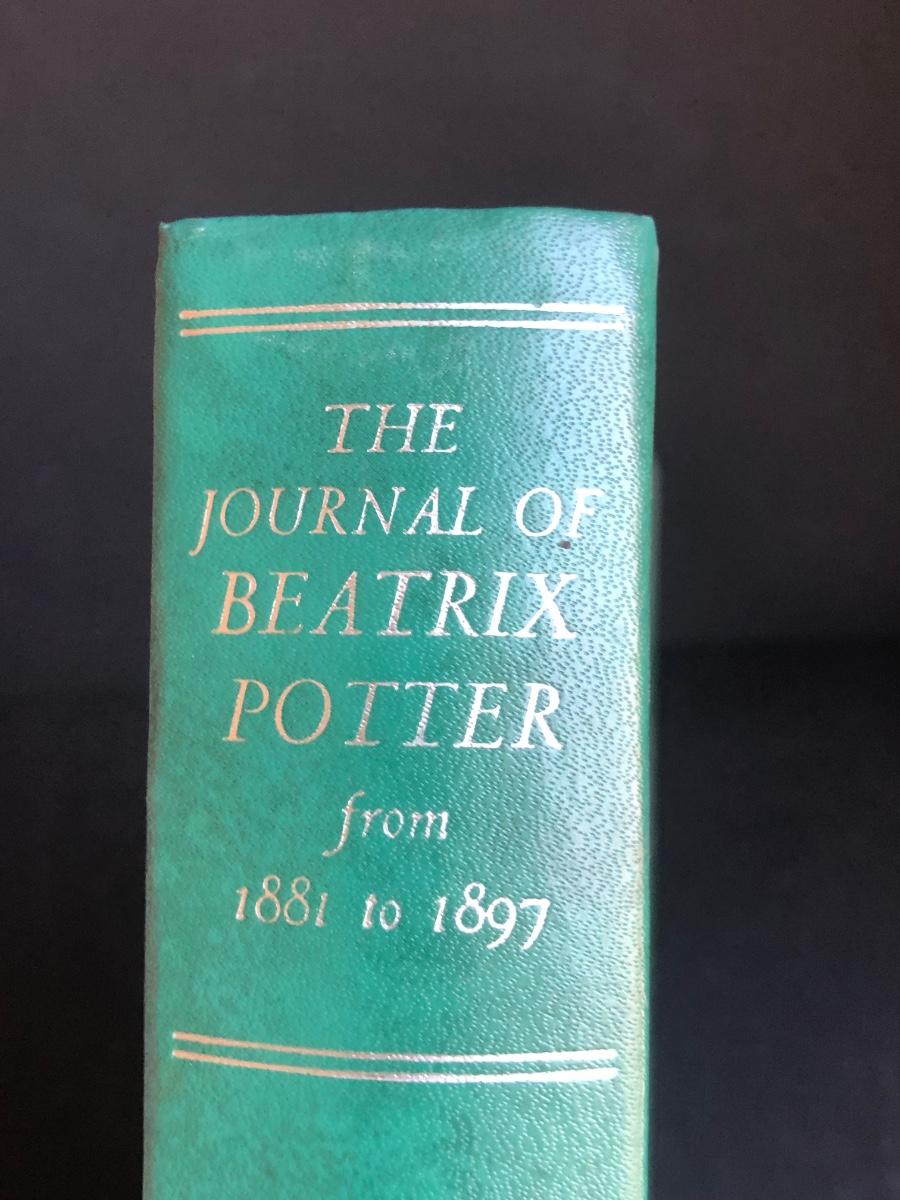 THE
JOURNAL OF
BEATRIX
POTTER
from
1881 to 1897